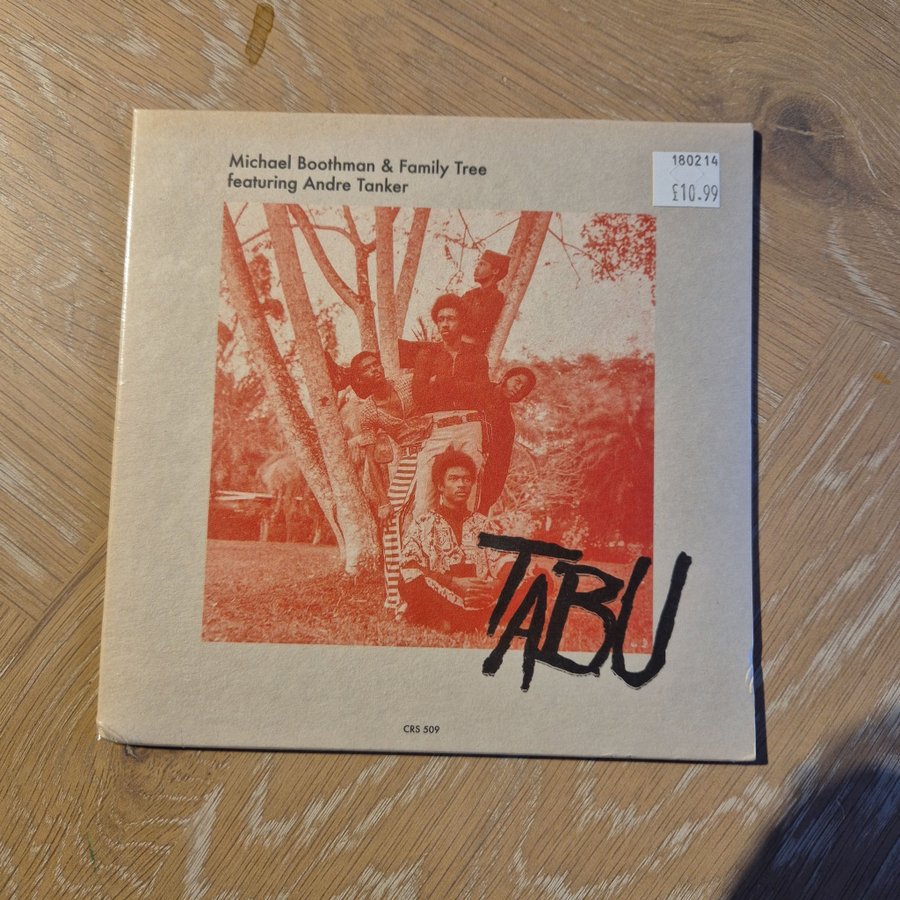 Michael Boothman & Family Tree
featuring Andre Tanker
180214
£10.99
TABU
CRS 509